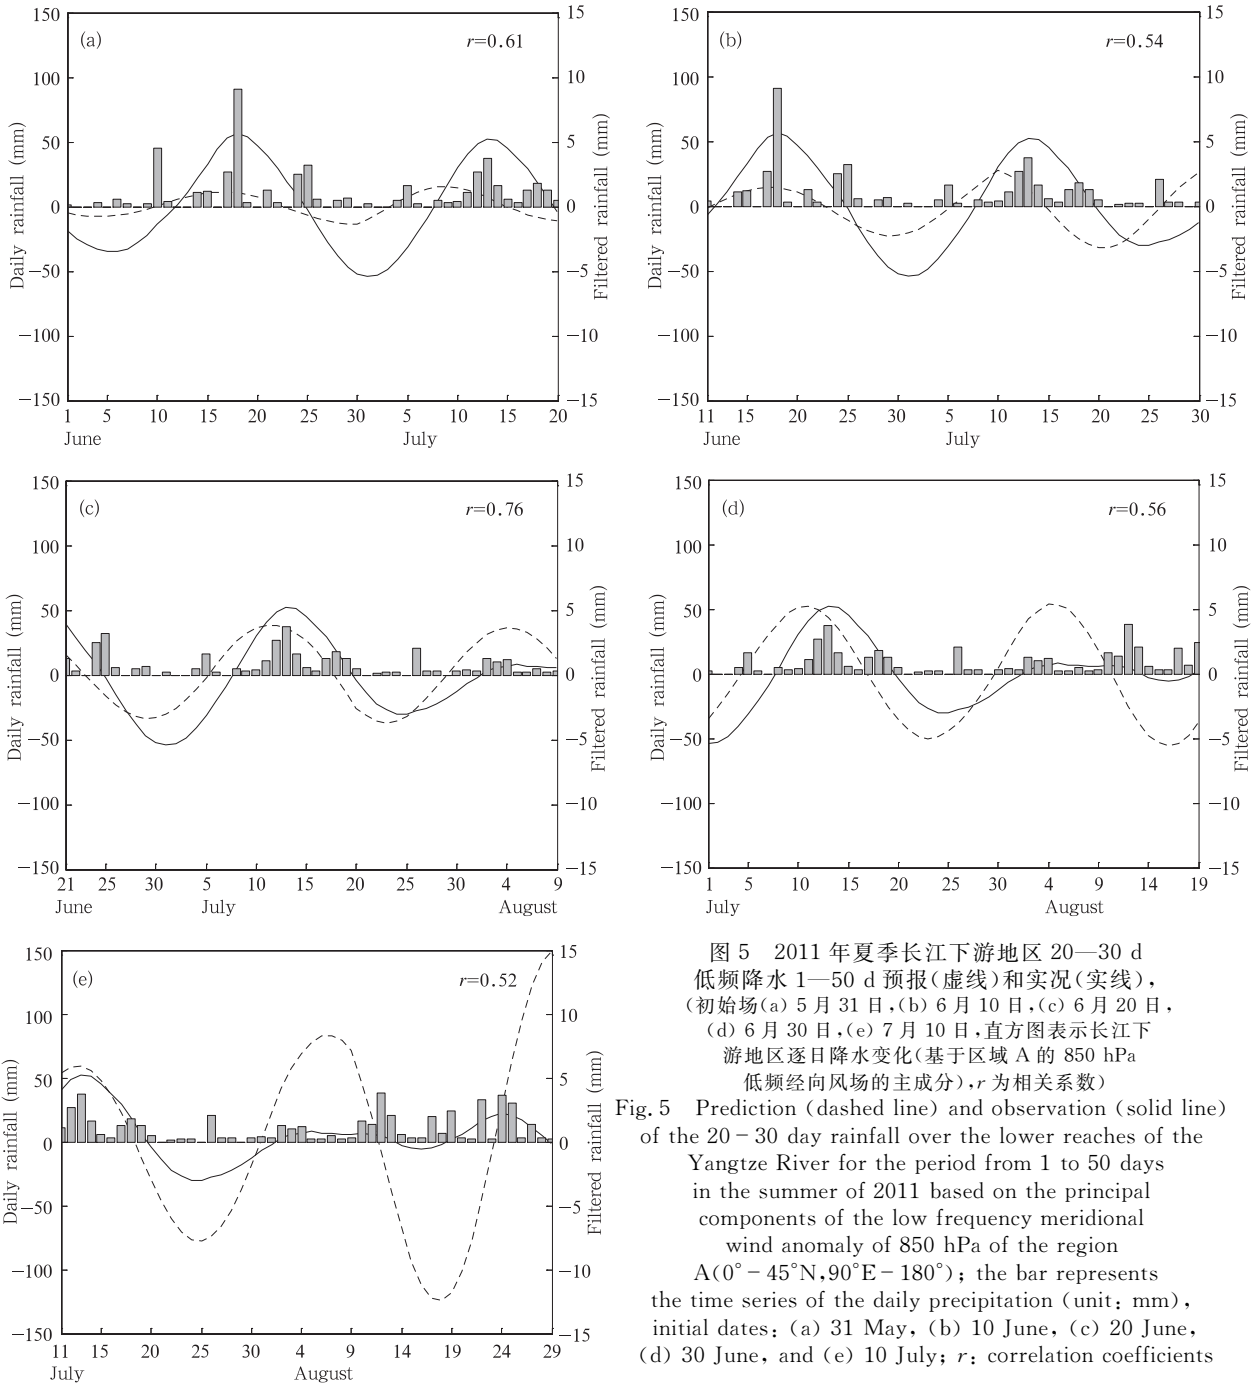 (a)
r=0.61
150
100
50
0
−50
−100
−150
Daily rainfall (mm)
15
10
5
0
−5
−10
−15
Filtered rainfall (mm)
1 5 10 15 20 25 30 5 10 15 20
June July
(b)
r=0.54
150
100
50
0
−50
−100
−150
Daily rainfall (mm)
15
10
5
0
−5
−10
−15
Filtered rainfall (mm)
11 15 20 25 30 5 10 15 20 25 30
June July
(c)
r=0.76
150
100
50
0
−50
−100
−150
Daily rainfall (mm)
15
10
5
0
−5
−10
−15
Filtered rainfall (mm)
21 25 30 5 10 15 20 25 30 4 9
June July August
(d)
r=0.56
150
100
50
0
−50
−100
−150
Daily rainfall (mm)
15
10
5
0
−5
−10
−15
Filtered rainfall (mm)
1 5 10 15 20 25 30 4 9 14 19
July August
(e)
r=0.52
150
100
50
0
−50
−100
−150
Daily rainfall (mm)
15
10
5
0
−5
−10
−15
Filtered rainfall (mm)
11 15 20 25 30 4 9 14 19 24 29
July August
图 5 2011 年夏季长江下游地区 20—30 d
低频降水 1—50 d 预报(虚线)和实况(实线),
(初始场(a) 5 月 31 日,(b) 6 月 10 日,(c) 6 月 20 日,
(d) 6 月 30 日,(e) 7 月 10 日,直方图表示长江下
游地区逐日降水变化(基于区域 A 的 850 hPa
低频经向风场的主成分),r 为相关系数)
Fig. 5 Prediction (dashed line) and observation (solid line)
of the 20－30 day rainfall over the lower reaches of the
Yangtze River for the period from 1 to 50 days
in the summer of 2011 based on the principal
components of the low frequency meridional
wind anomaly of 850 hPa of the region
A(0°－45°N,90°E－180°); the bar represents
the time series of the daily precipitation (unit: mm),
initial dates: (a) 31 May, (b) 10 June, (c) 20 June,
(d) 30 June, and (e) 10 July; r: correlation coefficients